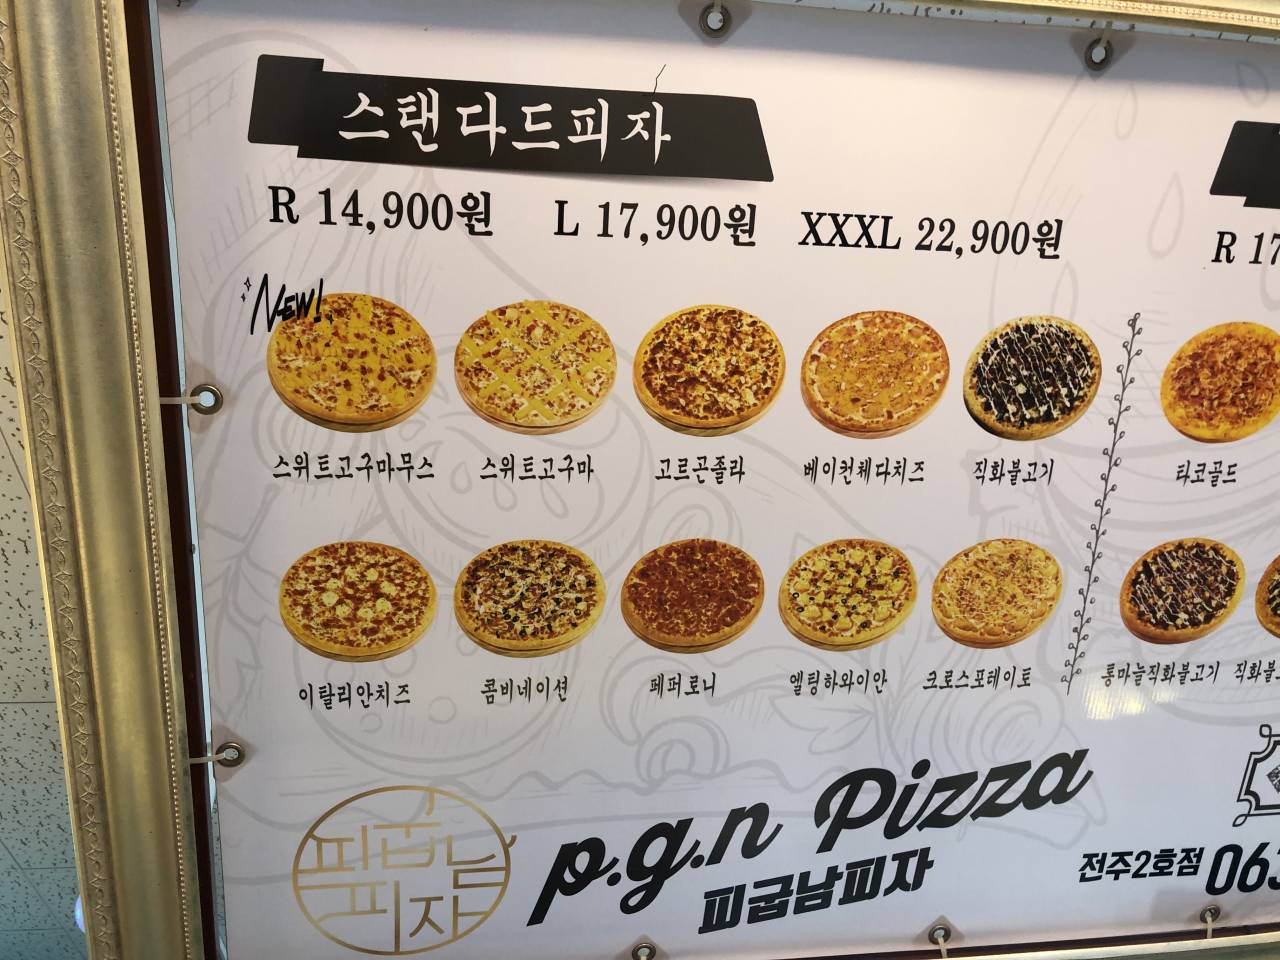 스탠다드피자
R 14,900원 L 17,900원 XXXL 22,900원
R 17
NEW!
스위트고구마무스 스위트고구마 고르곤졸라 베이컨체다치즈 직화불고기 타코골드
이탈리안치즈 콤비네이션 페퍼로니 엘팅하와이안 크로스포테이토 통마늘직화불고기 직화불
피굽남
피자
p.g.n Pizza
피굽남피자
전주2호점 063